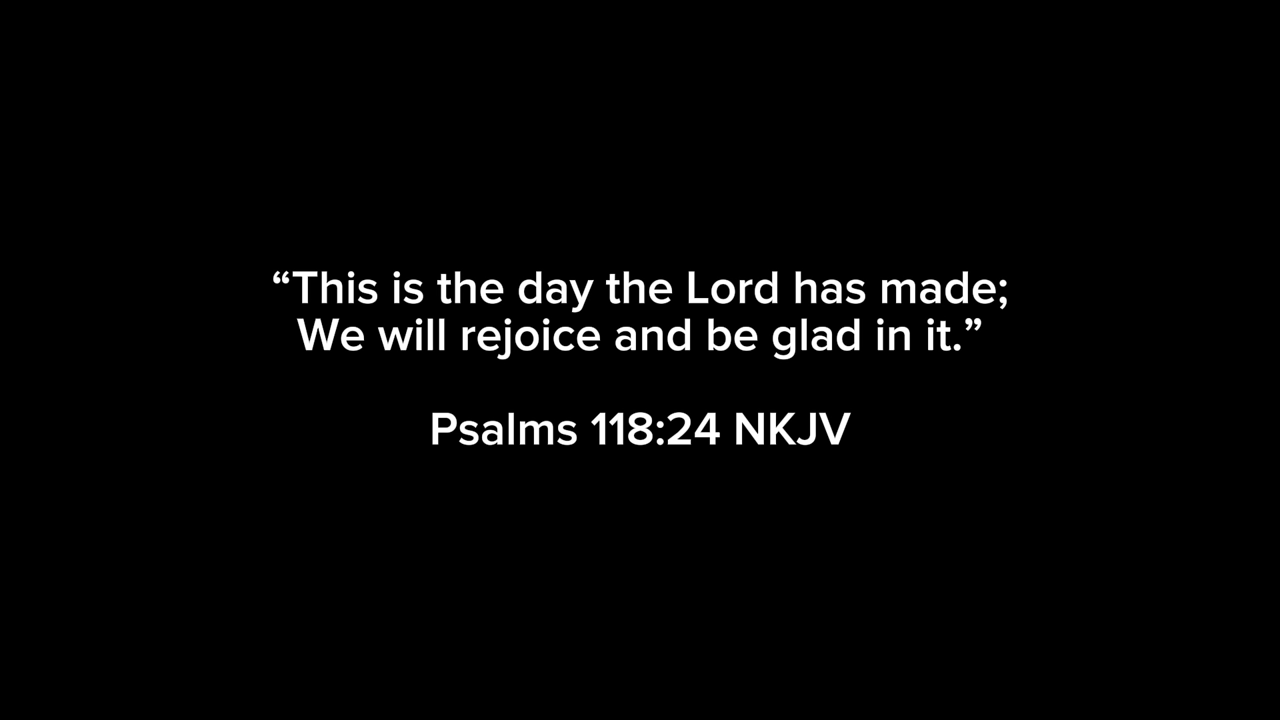 “This is the day the Lord has made;
We will rejoice and be glad in it.”
Psalms 118:24 NKJV